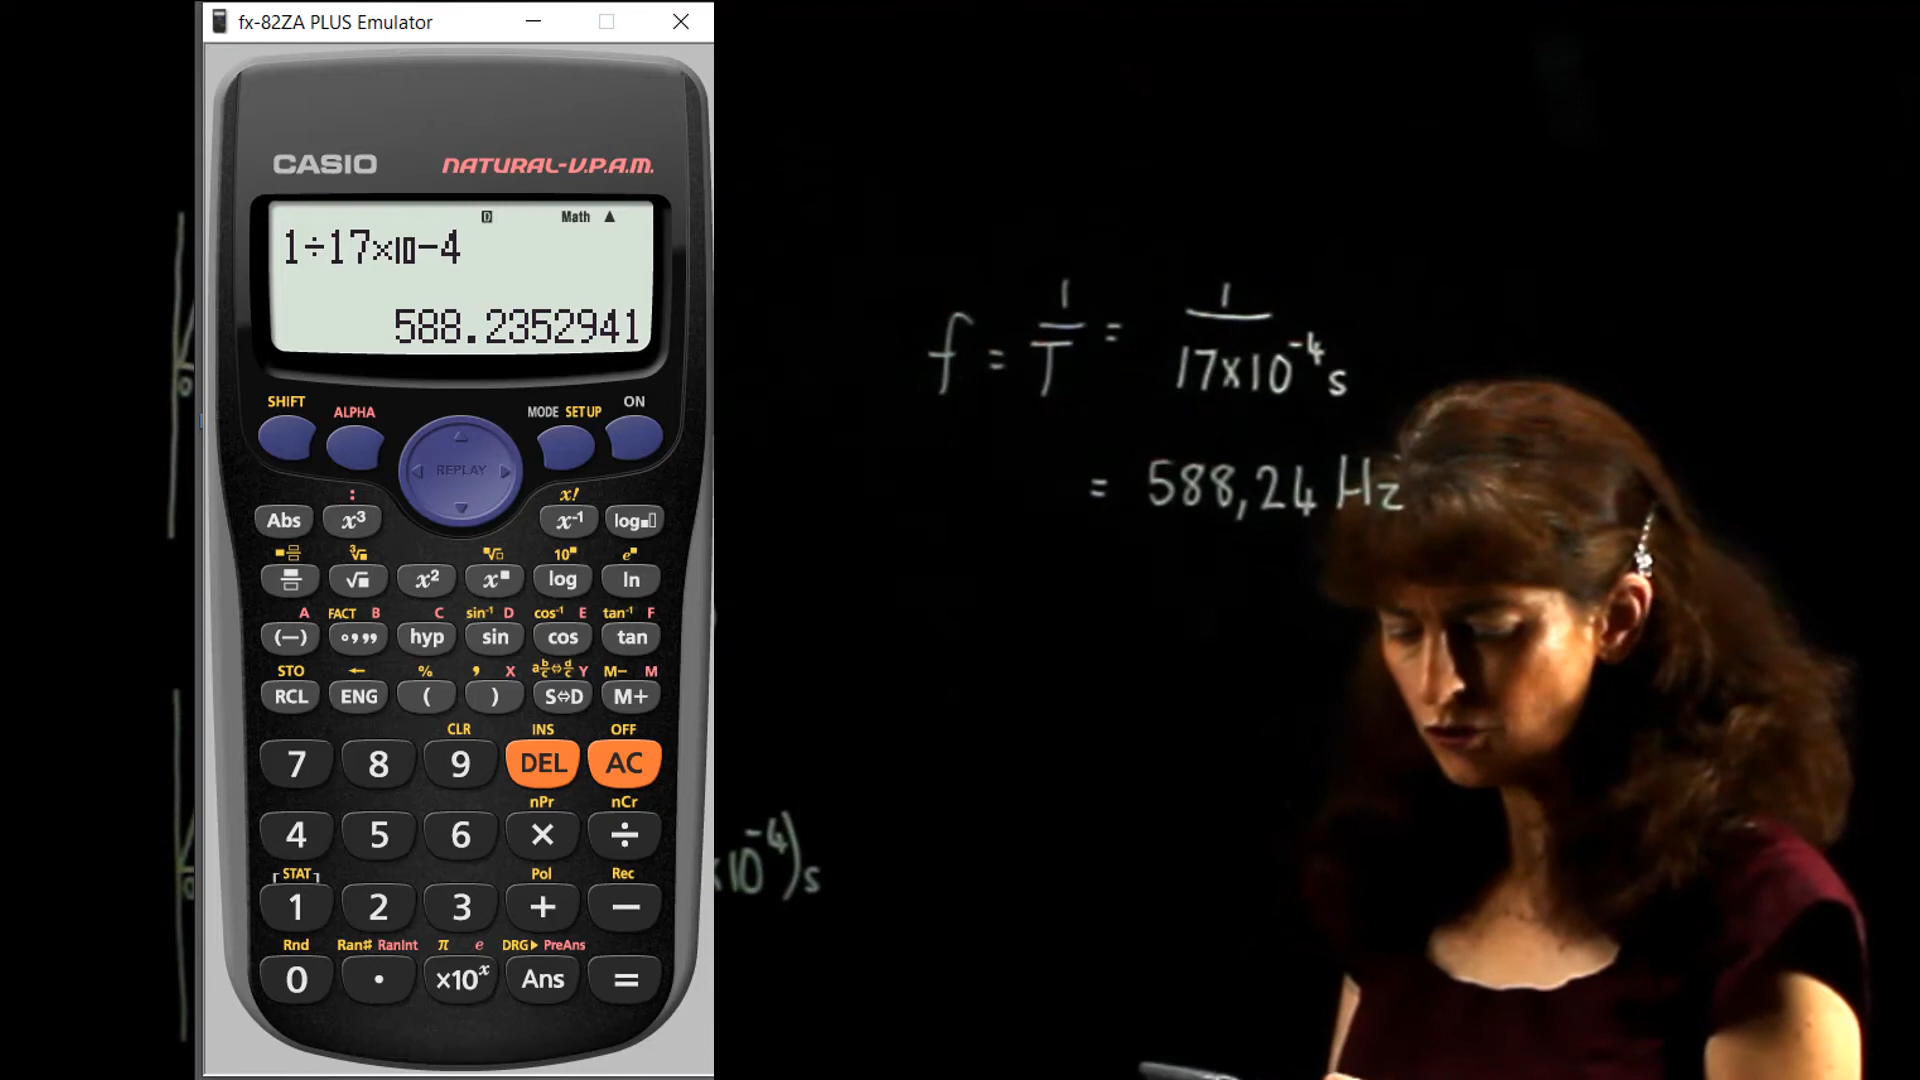 fx-82ZA PLUS Emulator
CASIO NATURAL-V.P.A.M.
D Math ▲
1÷17×10-4
588.2352941
SHIFT ALPHA MODE SETUP ON
REPLAY
: x!
Abs x³ x⁻¹ log■□
■⊟ ³√■ ■√□ 10■ e■
⊟ √■ x² x■ log ln
A FACT B C sin⁻¹ D cos⁻¹ E tan⁻¹ F
(−) °,,, hyp sin cos tan
STO ← % , X a b/c⇔d/c Y M− M
RCL ENG ( ) S⇔D M+
CLR INS OFF
7 8 9 DEL AC
nPr nCr
4 5 6 × ÷
STAT Pol Rec
1 2 3 + −
Rnd Ran# RanInt π e DRG▶ PreAns
0 . ×10ˣ Ans =
f = 1/T = 1/17×10⁻⁴ s
= 588,24 Hz
×10⁻⁴)s